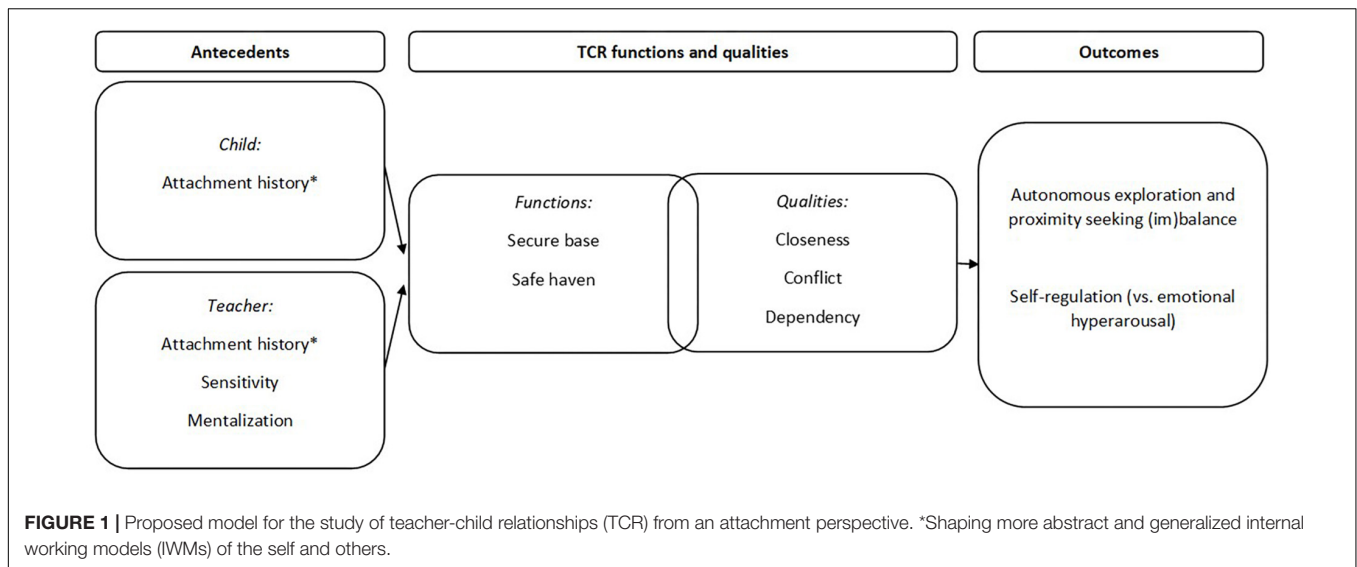 Antecedents
TCR functions and qualities
Outcomes
Child:
Attachment history*
Teacher:
Attachment history*
Sensitivity
Mentalization
Functions:
Secure base
Safe haven
Qualities:
Closeness
Conflict
Dependency
Autonomous exploration and
proximity seeking (im)balance
Self-regulation (vs. emotional
hyperarousal)
FIGURE 1 | Proposed model for the study of teacher-child relationships (TCR) from an attachment perspective. *Shaping more abstract and generalized internal
working models (IWMs) of the self and others.